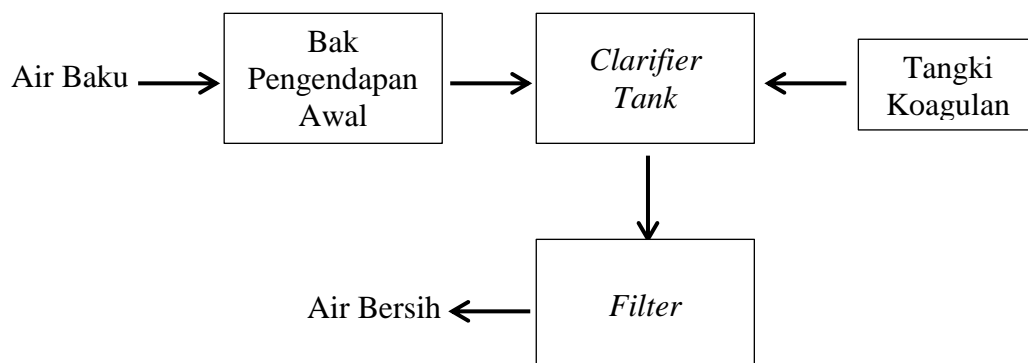 Air Baku
Bak
Pengendapan
Awal
Clarifier
Tank
Tangki
Koagulan
Air Bersih
Filter